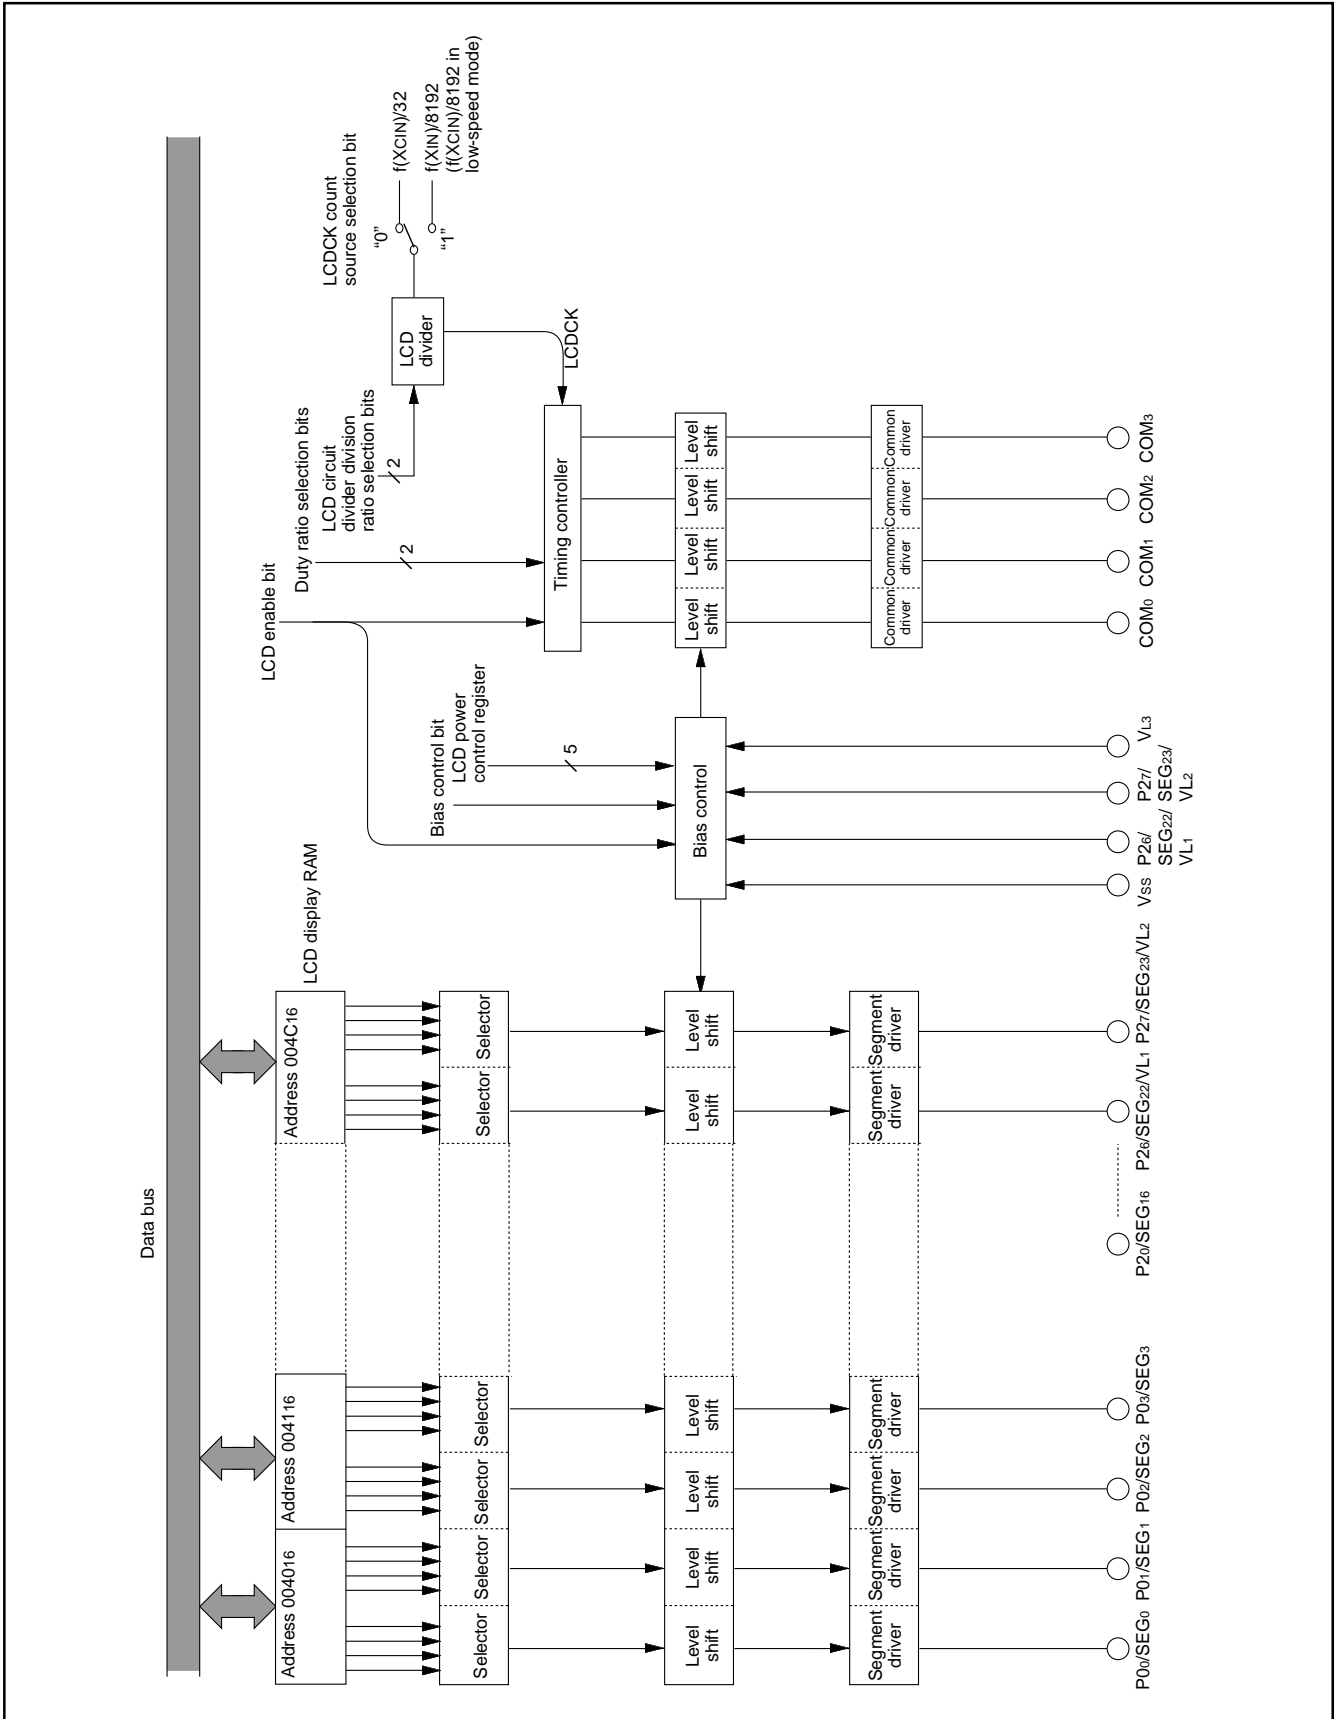 Data bus
Address 004016
Address 004116
Address 004C16
LCD display RAM
LCD enable bit
Duty ratio selection bits
2
LCD circuit
divider division
ratio selection bits
2
LCDCK count
source selection bit
"0"
"1"
f(XCIN)/32
f(XIN)/8192
(f(XCIN)/8192 in
low-speed mode)
LCD
divider
LCDCK
Timing controller
Bias control bit
LCD power
control register
5
Bias control
Selector
Selector
Selector
Selector
Selector
Selector
Level
shift
Level
shift
Level
shift
Level
shift
Level
shift
Level
shift
Level
shift
Level
shift
Level
shift
Level
shift
Segment
driver
Segment
driver
Segment
driver
Segment
driver
Segment
driver
Segment
driver
Common
driver
Common
driver
Common
driver
Common
driver
P00/SEG0
P01/SEG1
P02/SEG2
P03/SEG3
P20/SEG16
P26/SEG22/VL1
P27/SEG23/VL2
VSS
P26/
SEG22/
VL1
P27/
SEG23/
VL2
VL3
COM0
COM1
COM2
COM3